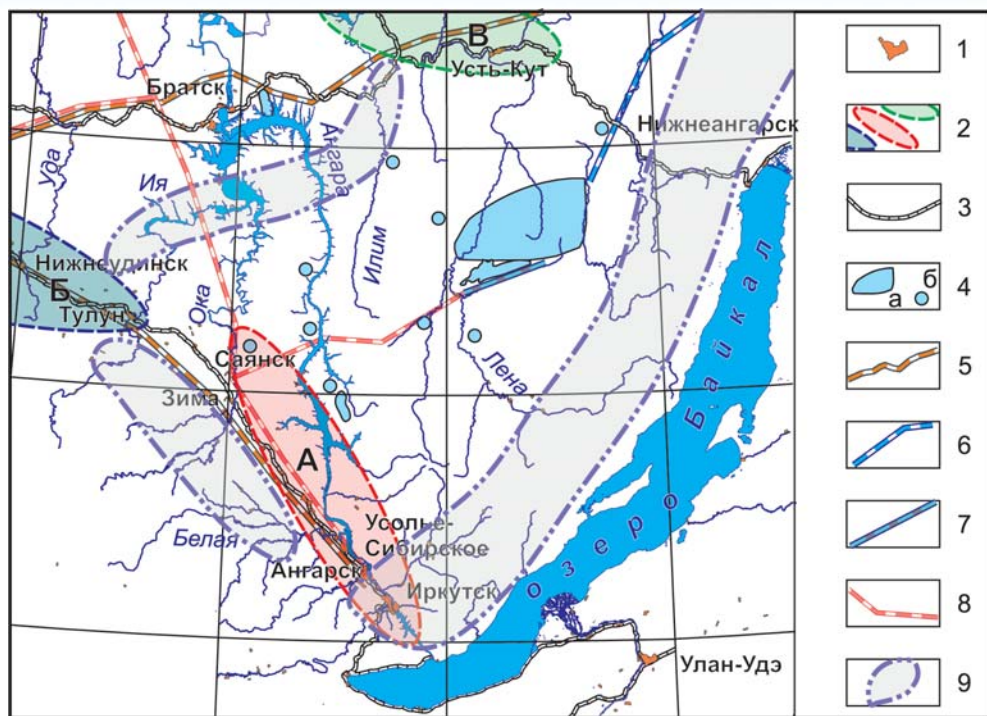 В
Усть-Кут
Братск
Нижнеангарск
Ангара
Уда
Ия
Илим
Нижнеудинск
Б
Тулун
Ока
Саянск
Лена
Зима
А
Белая
Усолье-
Сибирское
Ангарск
Иркутск
озеро Байкал
Улан-Удэ
1
2
3
а
б
4
5
6
7
8
9